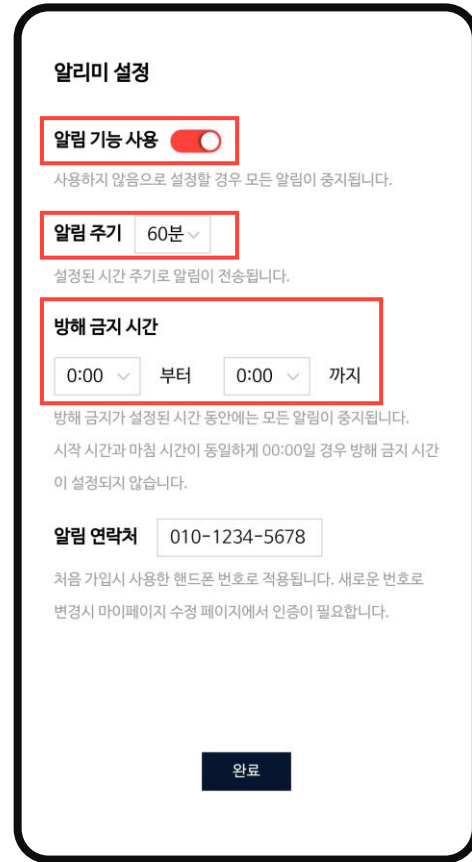 알리미 설정
알림 기능 사용
사용하지 않음으로 설정할 경우 모든 알림이 중지됩니다.
알림 주기 60분
설정된 시간 주기로 알림이 전송됩니다.
방해 금지 시간
0:00 부터 0:00 까지
방해 금지가 설정된 시간 동안에는 모든 알림이 중지됩니다.
시작 시간과 마침 시간이 동일하게 00:00일 경우 방해 금지 시간
이 설정되지 않습니다.
알림 연락처 010-1234-5678
처음 가입시 사용한 핸드폰 번호로 적용됩니다. 새로운 번호로
변경시 마이페이지 수정 페이지에서 인증이 필요합니다.
완료